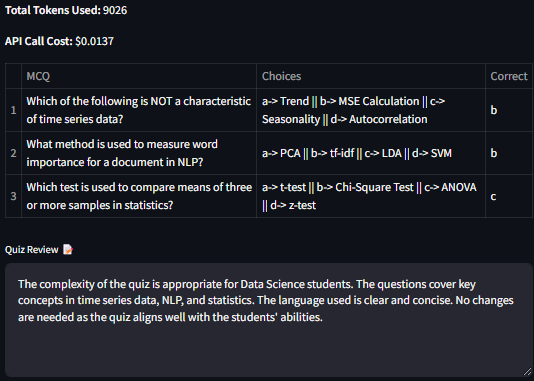 Total Tokens Used: 9026
API Call Cost: $0.0137
MCQ Choices Correct
1 Which of the following is NOT a characteristic of time series data? a-> Trend || b-> MSE Calculation || c-> Seasonality || d-> Autocorrelation b
2 What method is used to measure word importance for a document in NLP? a-> PCA || b-> tf-idf || c-> LDA || d-> SVM b
3 Which test is used to compare means of three or more samples in statistics? a-> t-test || b-> Chi-Square Test || c-> ANOVA || d-> z-test c
Quiz Review 📝
The complexity of the quiz is appropriate for Data Science students. The questions cover key
concepts in time series data, NLP, and statistics. The language used is clear and concise. No changes
are needed as the quiz aligns well with the students' abilities.